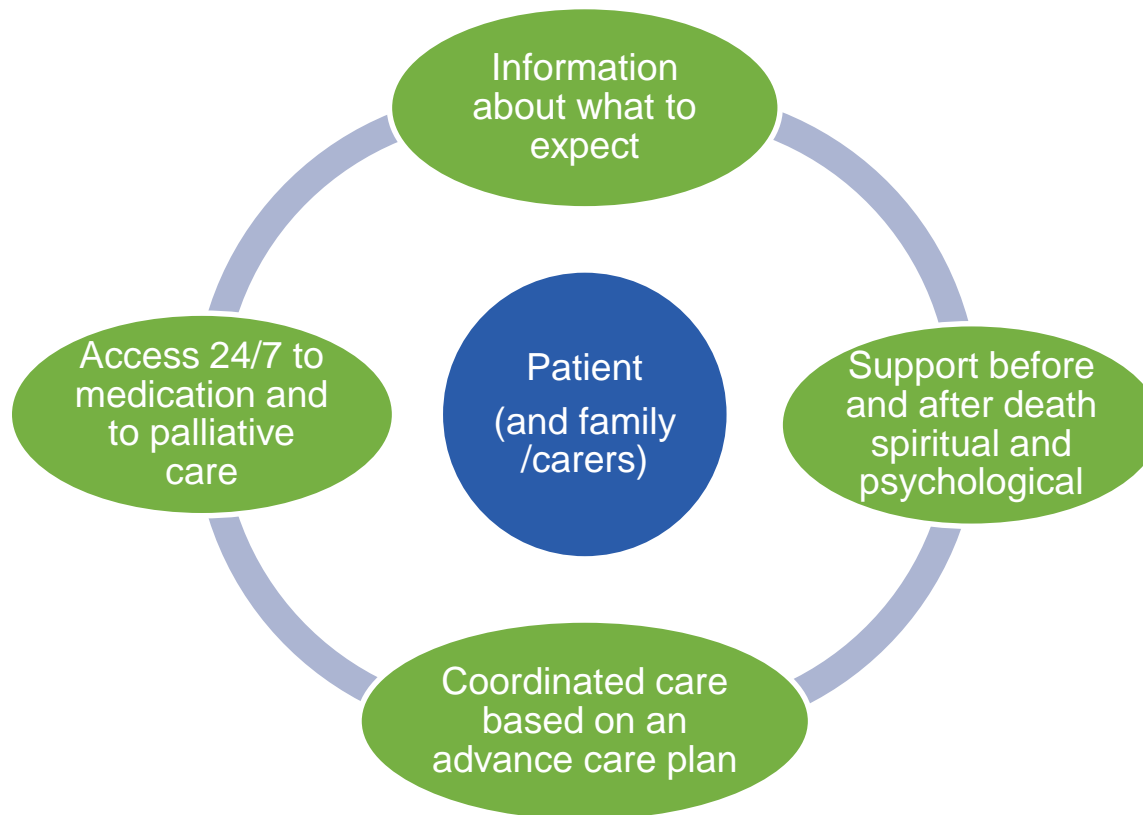 Information
about what to
expect
Access 24/7 to
medication and
to palliative
care
Patient
(and family
/carers)
Support before
and after death
spiritual and
psychological
Coordinated care
based on an
advance care plan